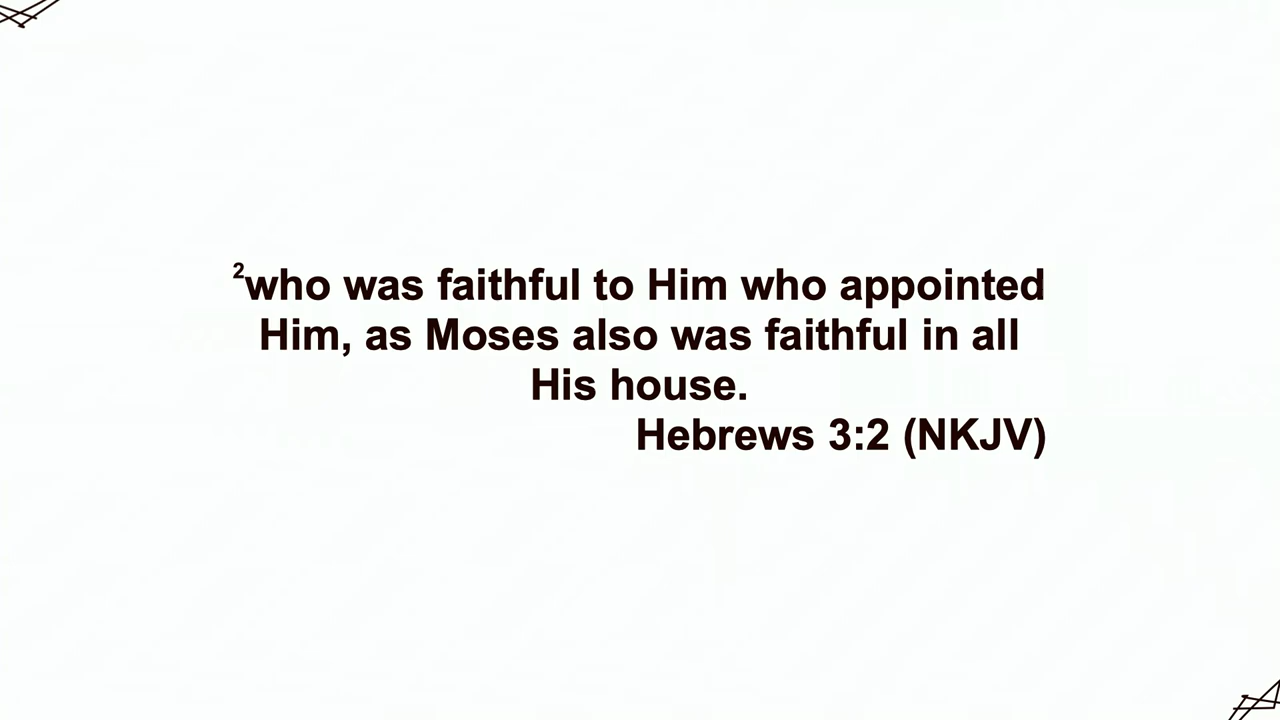 ²who was faithful to Him who appointed
Him, as Moses also was faithful in all
His house.
Hebrews 3:2 (NKJV)